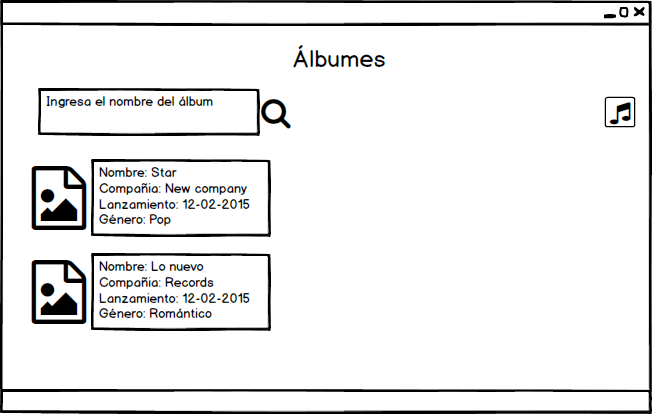 Álbumes
Ingresa el nombre del álbum
Nombre: Star
Compañia: New company
Lanzamiento: 12-02-2015
Género: Pop
Nombre: Lo nuevo
Compañia: Records
Lanzamiento: 12-02-2015
Género: Romántico